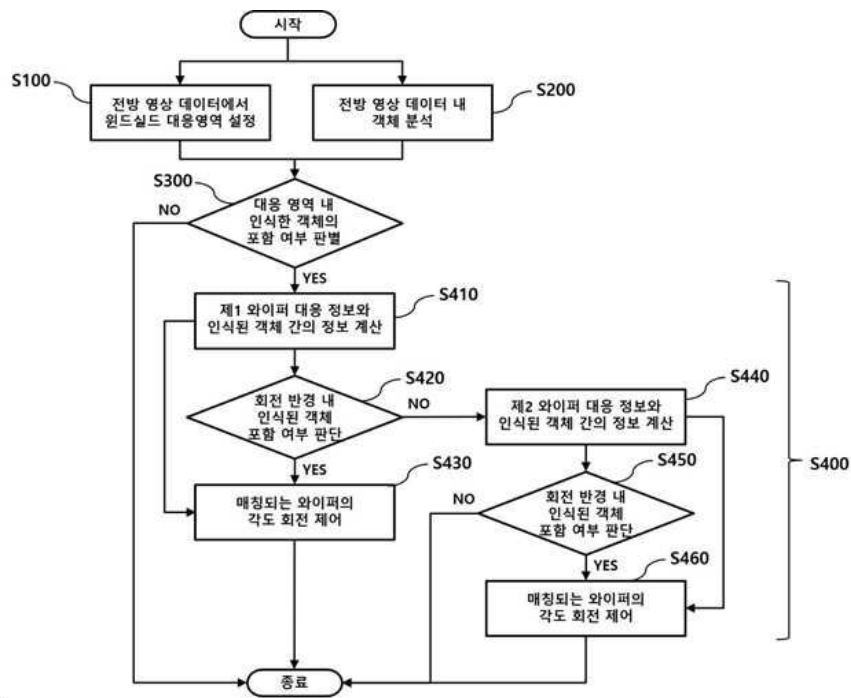 시작
S100
전방 영상 데이터에서
윈드실드 대응영역 설정
S200
전방 영상 데이터 내
객체 분석
S300
NO
대응 영역 내
인식한 객체의
포함 여부 판별
YES
S410
제1 와이퍼 대응 정보와
인식된 객체 간의 정보 계산
S420
회전 반경 내
인식된 객체
포함 여부 판단
NO
YES
S440
제2 와이퍼 대응 정보와
인식된 객체 간의 정보 계산
S400
S430
매칭되는 와이퍼의
각도 회전 제어
S450
NO
회전 반경 내
인식된 객체
포함 여부 판단
YES
S460
매칭되는 와이퍼의
각도 회전 제어
종료